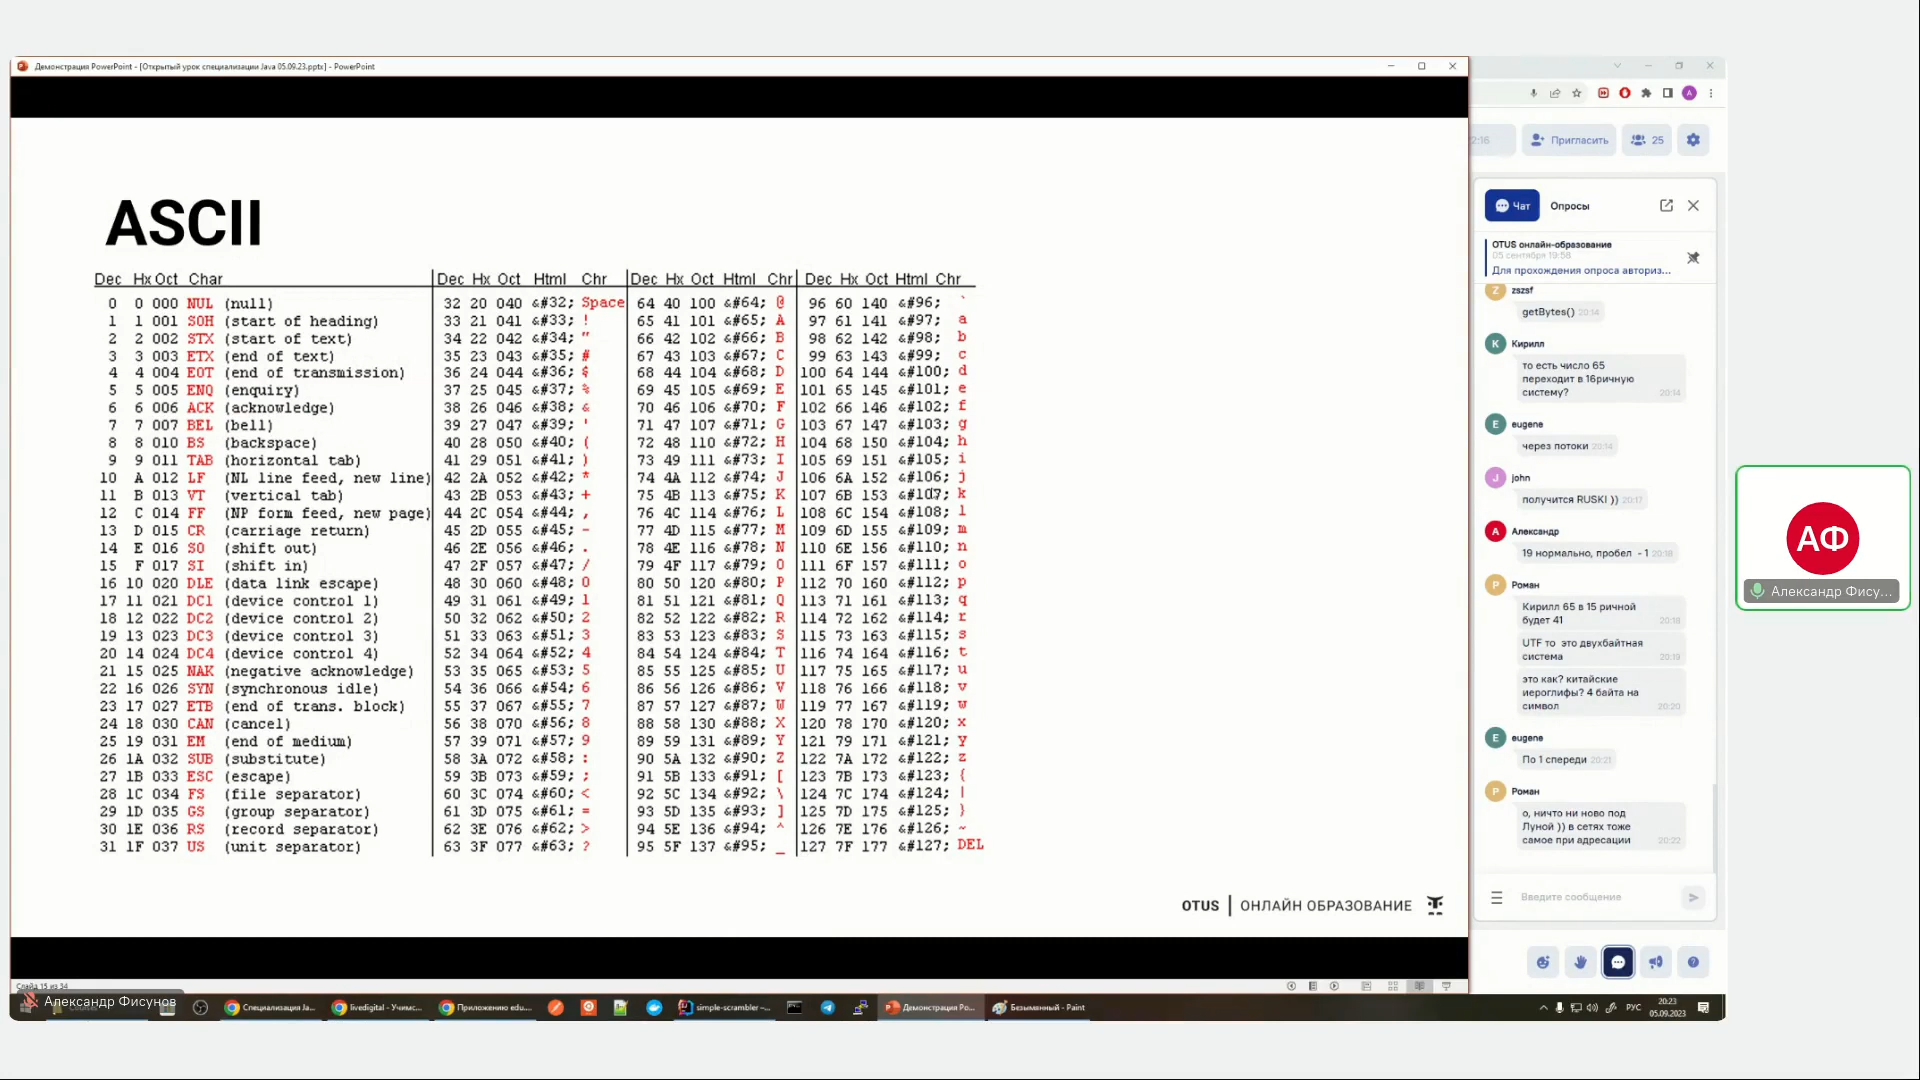 Демонстрация PowerPoint - [Открытый урок специализации Java 05.09.23.pptx] - PowerPoint
ASCII
Dec Hx Oct Char Dec Hx Oct Html Chr Dec Hx Oct Html Chr Dec Hx Oct Html Chr
0 0 000 NUL (null) 32 20 040 &#32; Space 64 40 100 &#64; @ 96 60 140 &#96; `
1 1 001 SOH (start of heading) 33 21 041 &#33; ! 65 41 101 &#65; A 97 61 141 &#97; a
2 2 002 STX (start of text) 34 22 042 &#34; " 66 42 102 &#66; B 98 62 142 &#98; b
3 3 003 ETX (end of text) 35 23 043 &#35; # 67 43 103 &#67; C 99 63 143 &#99; c
4 4 004 EOT (end of transmission) 36 24 044 &#36; $ 68 44 104 &#68; D 100 64 144 &#100; d
5 5 005 ENQ (enquiry) 37 25 045 &#37; % 69 45 105 &#69; E 101 65 145 &#101; e
6 6 006 ACK (acknowledge) 38 26 046 &#38; & 70 46 106 &#70; F 102 66 146 &#102; f
7 7 007 BEL (bell) 39 27 047 &#39; ' 71 47 107 &#71; G 103 67 147 &#103; g
8 8 010 BS (backspace) 40 28 050 &#40; ( 72 48 110 &#72; H 104 68 150 &#104; h
9 9 011 TAB (horizontal tab) 41 29 051 &#41; ) 73 49 111 &#73; I 105 69 151 &#105; i
10 A 012 LF (NL line feed, new line) 42 2A 052 &#42; * 74 4A 112 &#74; J 106 6A 152 &#106; j
11 B 013 VT (vertical tab) 43 2B 053 &#43; + 75 4B 113 &#75; K 107 6B 153 &#107; k
12 C 014 FF (NP form feed, new page) 44 2C 054 &#44; , 76 4C 114 &#76; L 108 6C 154 &#108; l
13 D 015 CR (carriage return) 45 2D 055 &#45; - 77 4D 115 &#77; M 109 6D 155 &#109; m
14 E 016 SO (shift out) 46 2E 056 &#46; . 78 4E 116 &#78; N 110 6E 156 &#110; n
15 F 017 SI (shift in) 47 2F 057 &#47; / 79 4F 117 &#79; O 111 6F 157 &#111; o
16 10 020 DLE (data link escape) 48 30 060 &#48; 0 80 50 120 &#80; P 112 70 160 &#112; p
17 11 021 DC1 (device control 1) 49 31 061 &#49; 1 81 51 121 &#81; Q 113 71 161 &#113; q
18 12 022 DC2 (device control 2) 50 32 062 &#50; 2 82 52 122 &#82; R 114 72 162 &#114; r
19 13 023 DC3 (device control 3) 51 33 063 &#51; 3 83 53 123 &#83; S 115 73 163 &#115; s
20 14 024 DC4 (device control 4) 52 34 064 &#52; 4 84 54 124 &#84; T 116 74 164 &#116; t
21 15 025 NAK (negative acknowledge) 53 35 065 &#53; 5 85 55 125 &#85; U 117 75 165 &#117; u
22 16 026 SYN (synchronous idle) 54 36 066 &#54; 6 86 56 126 &#86; V 118 76 166 &#118; v
23 17 027 ETB (end of trans. block) 55 37 067 &#55; 7 87 57 127 &#87; W 119 77 167 &#119; w
24 18 030 CAN (cancel) 56 38 070 &#56; 8 88 58 130 &#88; X 120 78 170 &#120; x
25 19 031 EM (end of medium) 57 39 071 &#57; 9 89 59 131 &#89; Y 121 79 171 &#121; y
26 1A 032 SUB (substitute) 58 3A 072 &#58; : 90 5A 132 &#90; Z 122 7A 172 &#122; z
27 1B 033 ESC (escape) 59 3B 073 &#59; ; 91 5B 133 &#91; [ 123 7B 173 &#123; {
28 1C 034 FS (file separator) 60 3C 074 &#60; < 92 5C 134 &#92; \ 124 7C 174 &#124; |
29 1D 035 GS (group separator) 61 3D 075 &#61; = 93 5D 135 &#93; ] 125 7D 175 &#125; }
30 1E 036 RS (record separator) 62 3E 076 &#62; > 94 5E 136 &#94; ^ 126 7E 176 &#126; ~
31 1F 037 US (unit separator) 63 3F 077 &#63; ? 95 5F 137 &#95; _ 127 7F 177 &#127; DEL
OTUS | ОНЛАЙН ОБРАЗОВАНИЕ
Слайд 15 из 34
Александр Фисунов
Специализация Ja...
livedigital - Учимс...
Приложению edu...
simple-scrambler –...
Демонстрация Po...
Безымянный - Paint
РУС
20:23
05.09.2023
A
2:16
Пригласить
25
Чат
Опросы
OTUS онлайн-образование
05 сентября 19:58
Для прохождения опроса авториз...
Z
zszsf
getBytes() 20:14
К
Кирилл
то есть число 65
переходит в 16ричную
систему?
20:14
E
eugene
через потоки 20:14
J
john
получится RUSKI )) 20:17
А
Александр
19 нормально, пробел - 1 20:18
Р
Роман
Кирилл 65 в 15 ричной
будет 41
20:18
UTF то это двухбайтная
система
20:19
это как? китайские
иероглифы? 4 байта на
символ
20:20
E
eugene
По 1 спереди 20:21
Р
Роман
о, ничто ни ново под
Луной )) в сетях тоже
самое при адресации
20:22
Введите сообщение
АФ
Александр Фису...